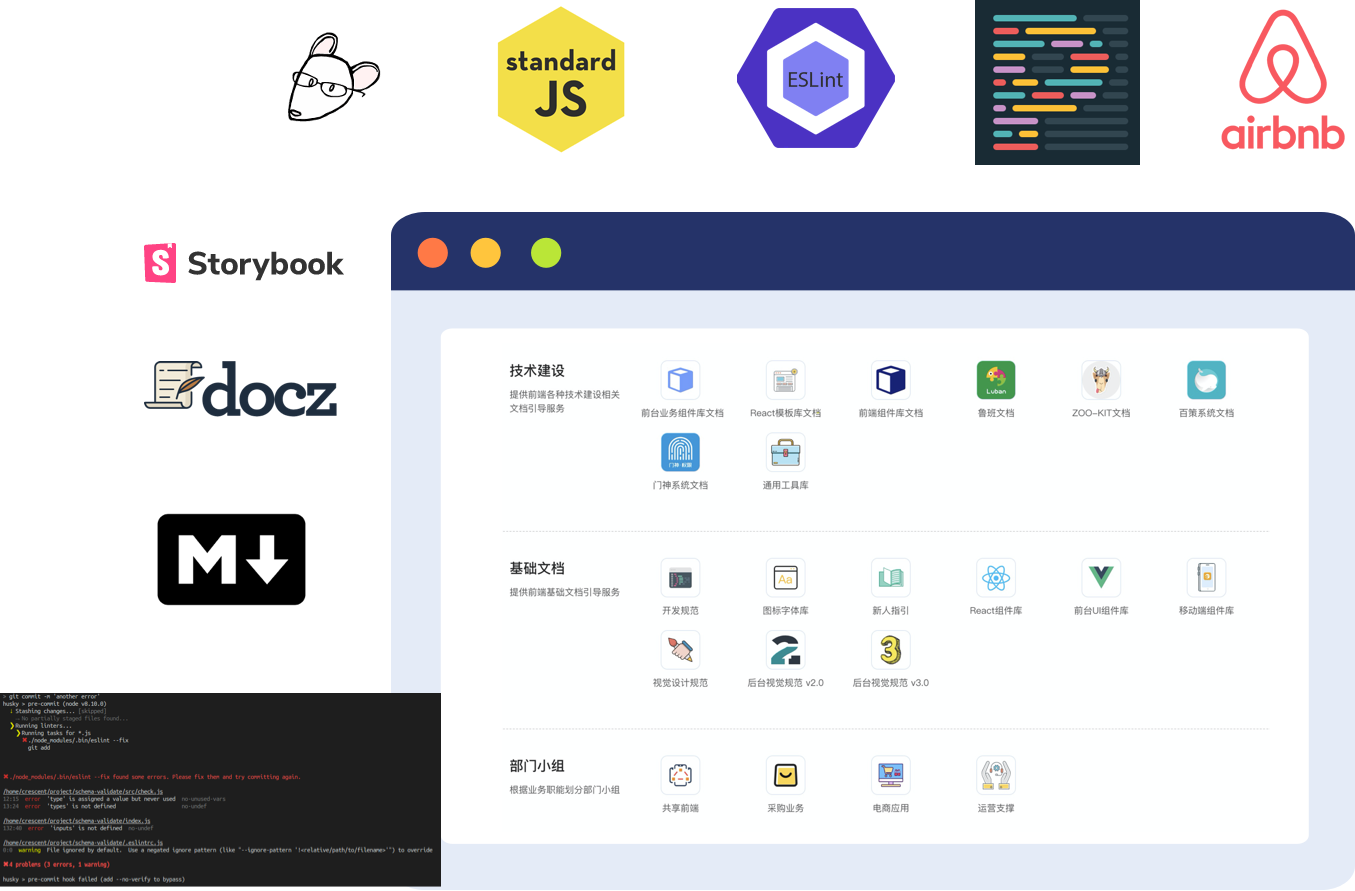 standard
JS
ESLint
airbnb
Storybook
docz
M
技术建设
提供前端各种技术建设相关
文档引导服务
前台业务组件库文档
React模板库文档
前端组件库文档
Luban
鲁班文档
ZOO-KIT文档
百策系统文档
门神系统文档
通用工具库
基础文档
提供前端基础文档引导服务
开发规范
Aa
图标字体库
新人指引
React组件库
前台UI组件库
移动端组件库
视觉设计规范
2
后台视觉规范 v2.0
3
后台视觉规范 v3.0
部门小组
根据业务职能划分部门小组
共享前端
采购业务
电商应用
运营支撑
> git commit -m 'another error'
husky > pre-commit (node v8.10.0)
↓ Stashing changes... [skipped]
→ No partially staged files found...
❯ Running linters...
❯ Running tasks for *.js
✖ ./node_modules/.bin/eslint --fix
git add
✖ ./node_modules/.bin/eslint --fix found some errors. Please fix them and try committing again.
/home/crescent/project/schema-validate/src/check.js
12:15 error 'type' is assigned a value but never used no-unused-vars
13:24 error 'types' is not defined no-undef
/home/crescent/project/schema-validate/index.js
132:40 error 'inputs' is not defined no-undef
/home/crescent/project/schema-validate/.eslintrc.js
0:0 warning File ignored by default. Use a negated ignore pattern (like "--ignore-pattern '!<relative/path/to/filename>'") to override
✖ 4 problems (3 errors, 1 warning)
husky > pre-commit hook failed (add --no-verify to bypass)